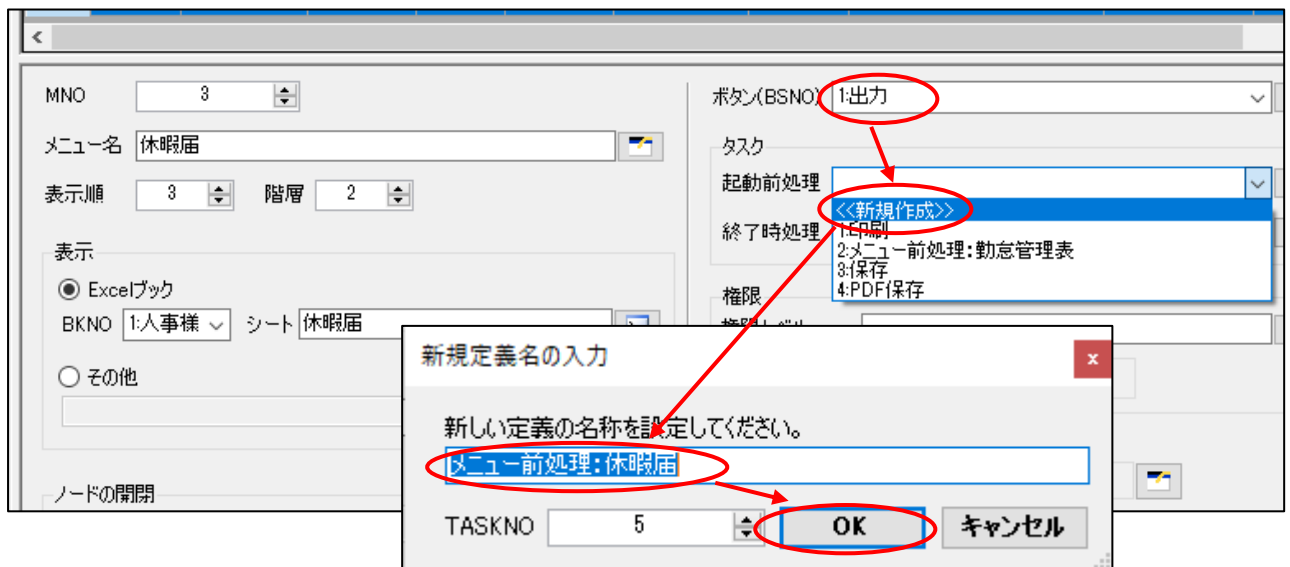 MNO 3
メニュー名 休暇届
表示順 3 階層 2
表示
Excelブック
BKNO 1:人事様 シート 休暇届
その他
ノードの開閉
ボタン(BSNO) 1:出力
タスク
起動前処理
<<新規作成>>
終了時処理
1:印刷
2:メニュー前処理:勤怠管理表
3:保存
4:PDF保存
権限
新規定義名の入力
x
新しい定義の名称を設定してください。
メニュー前処理:休暇届
TASKNO 5 OK キャンセル